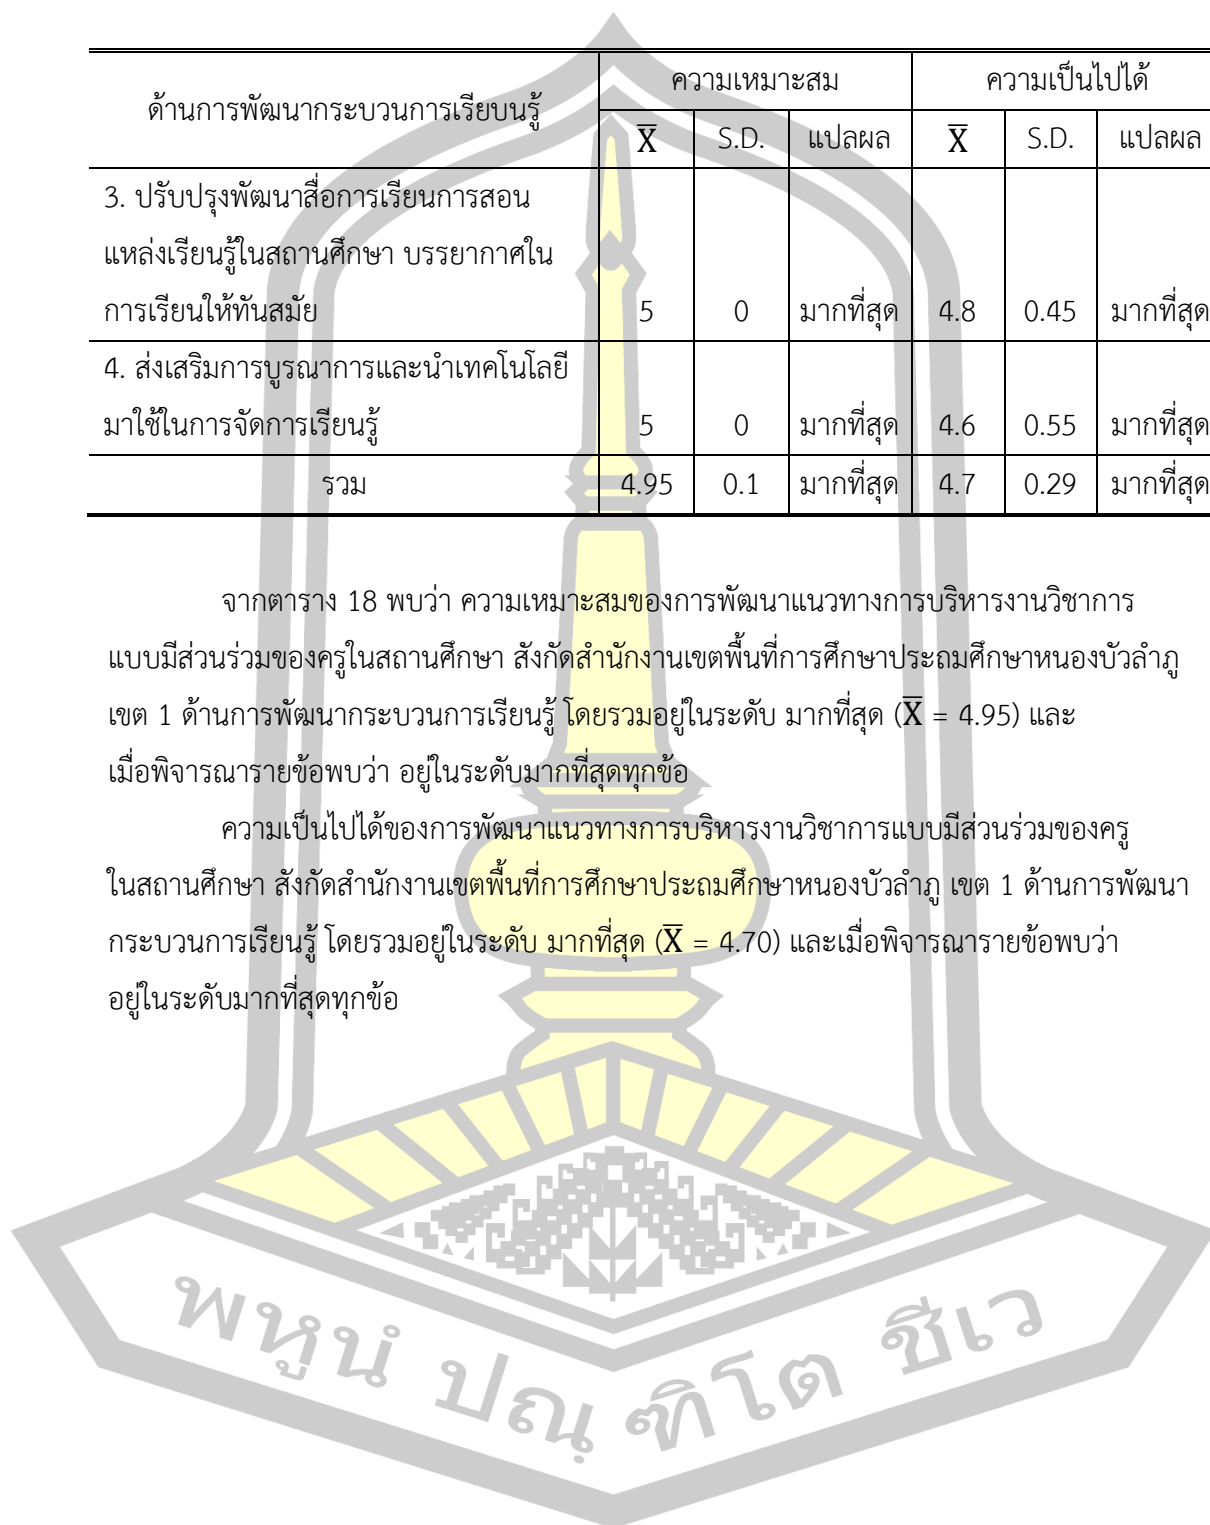 ด้านการพัฒนากระบวนการเรียบนรู้ ความเหมาะสม ความเป็นไปได้
X̅ S.D. แปลผล X̅ S.D. แปลผล
3. ปรับปรุงพัฒนาสื่อการเรียนการสอน
แหล่งเรียนรู้ในสถานศึกษา บรรยากาศใน
การเรียนให้ทันสมัย 5 0 มากที่สุด 4.8 0.45 มากที่สุด
4. ส่งเสริมการบูรณาการและนำเทคโนโลยี
มาใช้ในการจัดการเรียนรู้ 5 0 มากที่สุด 4.6 0.55 มากที่สุด
รวม 4.95 0.1 มากที่สุด 4.7 0.29 มากที่สุด
จากตาราง 18 พบว่า ความเหมาะสมของการพัฒนาแนวทางการบริหารงานวิชาการ
แบบมีส่วนร่วมของครูในสถานศึกษา สังกัดสำนักงานเขตพื้นที่การศึกษาประถมศึกษาหนองบัวลำภู
เขต 1 ด้านการพัฒนากระบวนการเรียนรู้ โดยรวมอยู่ในระดับ มากที่สุด (X̅ = 4.95) และ
เมื่อพิจารณารายข้อพบว่า อยู่ในระดับมากที่สุดทุกข้อ
ความเป็นไปได้ของการพัฒนาแนวทางการบริหารงานวิชาการแบบมีส่วนร่วมของครู
ในสถานศึกษา สังกัดสำนักงานเขตพื้นที่การศึกษาประถมศึกษาหนองบัวลำภู เขต 1 ด้านการพัฒนา
กระบวนการเรียนรู้ โดยรวมอยู่ในระดับ มากที่สุด (X̅ = 4.70) และเมื่อพิจารณารายข้อพบว่า
อยู่ในระดับมากที่สุดทุกข้อ
พหูนํ ปณฺ ฑิโต ชีเว